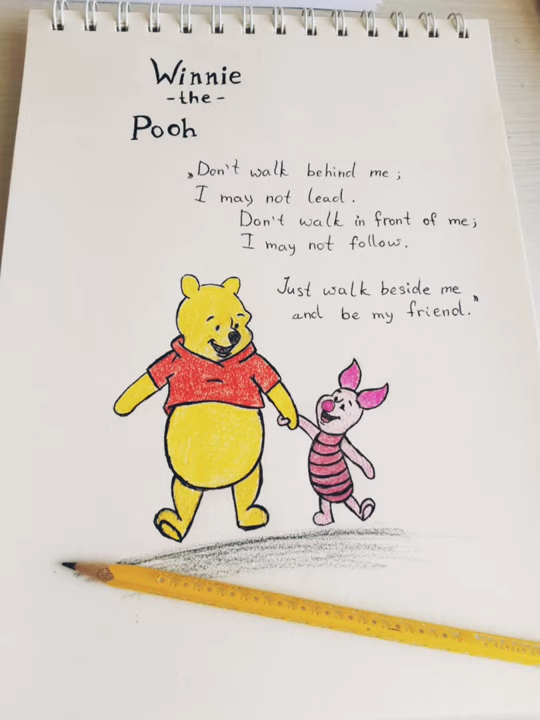 Winnie
-the-
Pooh
„Don't walk behind me;
I may not lead.
Don't walk in front of me;
I may not follow.
Just walk beside me
and be my friend.”